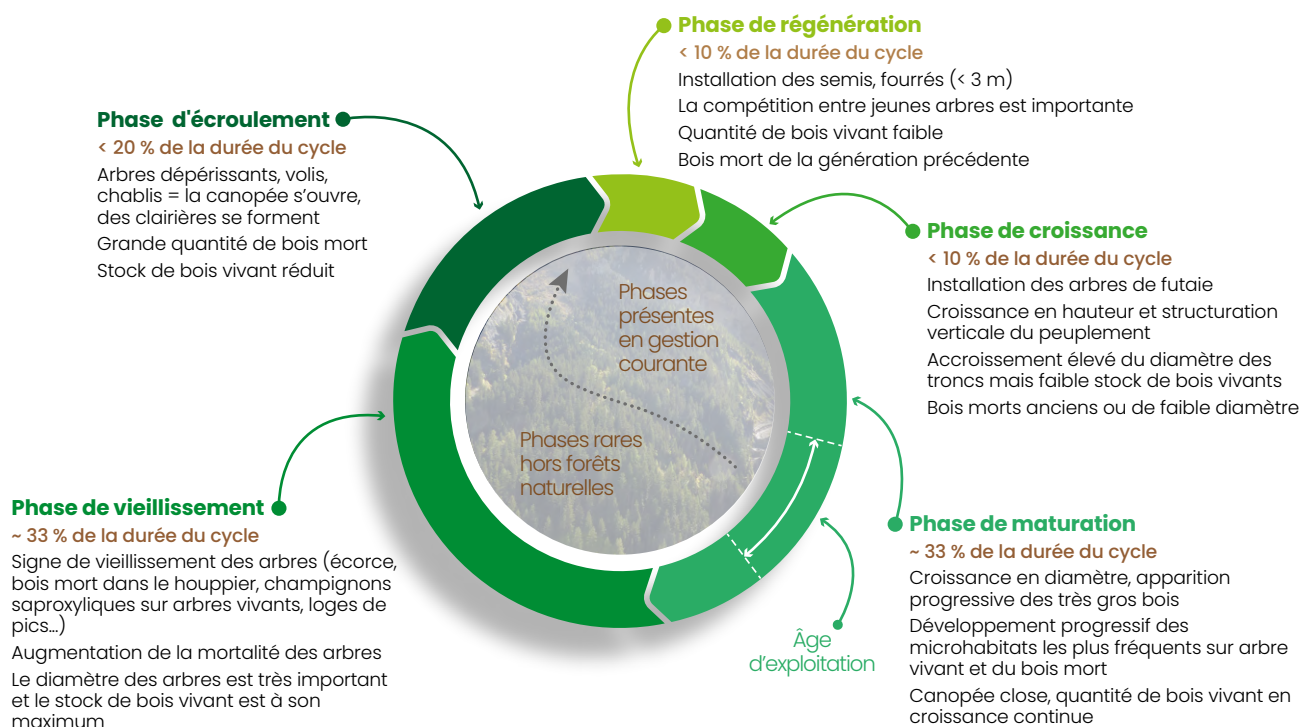 Phase de régénération
< 10 % de la durée du cycle
Installation des semis, fourrés (< 3 m)
La compétition entre jeunes arbres est importante
Quantité de bois vivant faible
Bois mort de la génération précédente
Phase d'écroulement
< 20 % de la durée du cycle
Arbres dépérissants, volis,
chablis = la canopée s’ouvre,
des clairières se forment
Grande quantité de bois mort
Stock de bois vivant réduit
Phase de croissance
< 10 % de la durée du cycle
Installation des arbres de futaie
Croissance en hauteur et structuration
verticale du peuplement
Accroissement élevé du diamètre des
troncs mais faible stock de bois vivants
Bois morts anciens ou de faible diamètre
Phases
présentes
en gestion
courante
Phases rares
hors forêts
naturelles
Phase de vieillissement
~ 33 % de la durée du cycle
Signe de vieillissement des arbres (écorce,
bois mort dans le houppier, champignons
saproxyliques sur arbres vivants, loges de
pics...)
Augmentation de la mortalité des arbres
Le diamètre des arbres est très important
et le stock de bois vivant est à son
maximum
Phase de maturation
~ 33 % de la durée du cycle
Croissance en diamètre, apparition
progressive des très gros bois
Développement progressif des
microhabitats les plus fréquents sur arbre
vivant et du bois mort
Canopée close, quantité de bois vivant en
croissance continue
Âge
d’exploitation